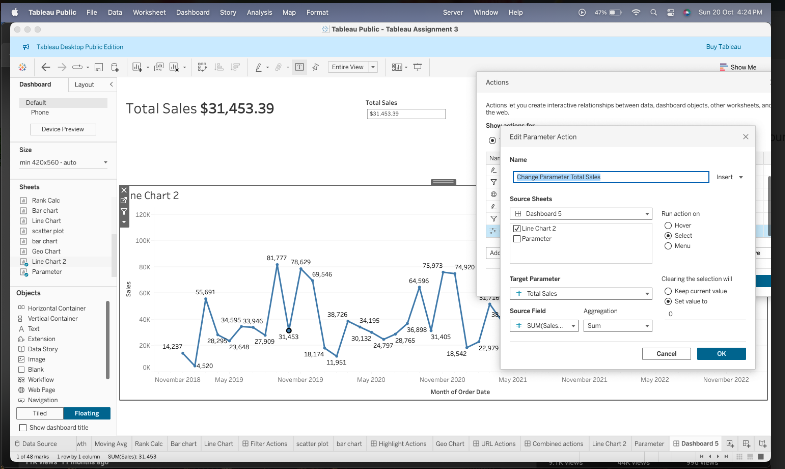 Tableau Public File Data Worksheet Dashboard Story Analysis Map Format Server Window Help 47% Sun 20 Oct 4:24 PM
Tableau Public - Tableau Assignment 3
Tableau Desktop Public Edition Buy Tableau
Entire View Show Me
Dashboard Layout
Default
Phone
Device Preview
Size
min 420x560 - auto
Sheets
Rank Calc
Bar chart
Line Chart
scatter plot
bar chart
Geo Chart
Line Chart 2
Parameter
Objects
Horizontal Container
Vertical Container
Text
Extension
Data Story
Image
Blank
Workflow
Web Page
Navigation
Tiled Floating
Show dashboard title
Total Sales $31,453.39
Total Sales
$31,453.39
ne Chart 2
120K
100K
80K
60K
40K
20K
0K
Sales
14,237
4,520
55,691
28,295
34,595
23,648
33,946
27,909
81,777
31,453
78,629
69,546
18,174
11,951
38,726
30,132
34,195
24,797
28,765
36,898
64,596
31,405
75,973
74,920
18,542
22,979
November 2018 May 2019 November 2019 May 2020 November 2020 May 2021 November 2021 May 2022 November 2022
Month of Order Date
Actions
Actions let you create interactive relationships between data, dashboard objects, other worksheets, and
the web.
Edit Parameter Action
Name
Change Parameter Total Sales
Insert
Source Sheets
Dashboard 5
Line Chart 2
Parameter
Run action on
Hover
Select
Menu
Target Parameter
Total Sales
Clearing the selection will
Keep current value
Set value to
0
Source Field Aggregation
SUM(Sales... Sum
Cancel OK
Data Source wth Moving Avg Rank Calc Bar chart Line Chart Filter Actions scatter plot bar chart Highlight Actions Geo Chart URL Actions Combined actions Line Chart 2 Parameter Dashboard 5
1 of 48 marks 1 row by 1 column SUM(Sales): 31,453